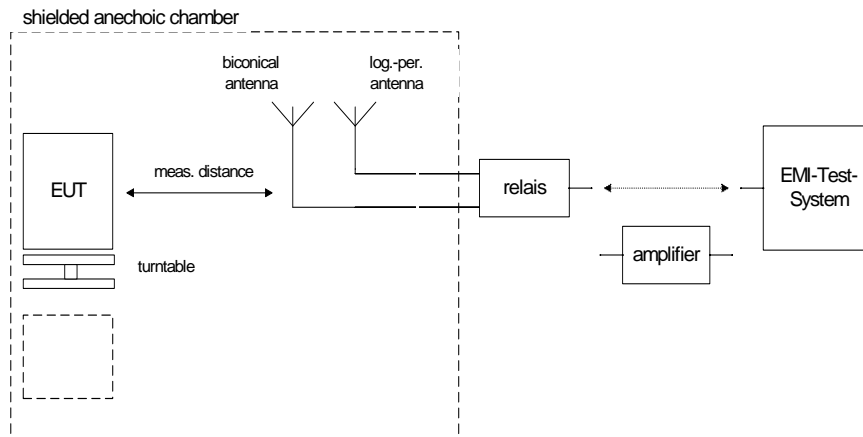 shielded anechoic chamber
biconical
antenna
log.-per.
antenna
EUT
meas. distance
relais
EMI-Test-
System
turntable
amplifier